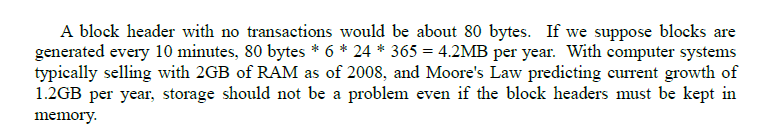 A block header with no transactions would be about 80 bytes. If we suppose blocks are
generated every 10 minutes, 80 bytes * 6 * 24 * 365 = 4.2MB per year. With computer systems
typically selling with 2GB of RAM as of 2008, and Moore's Law predicting current growth of
1.2GB per year, storage should not be a problem even if the block headers must be kept in
memory.